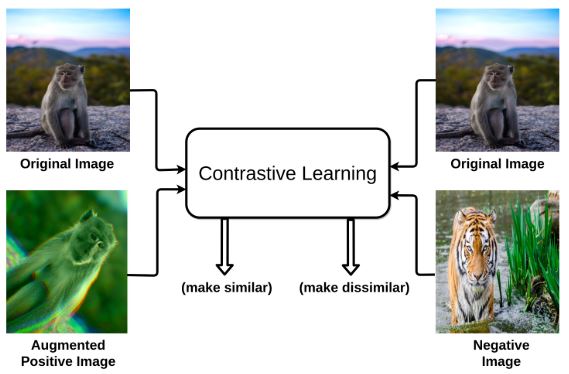 Original Image
Original Image
Contrastive Learning
(make similar)
(make dissimilar)
Augmented
Positive Image
Negative
Image